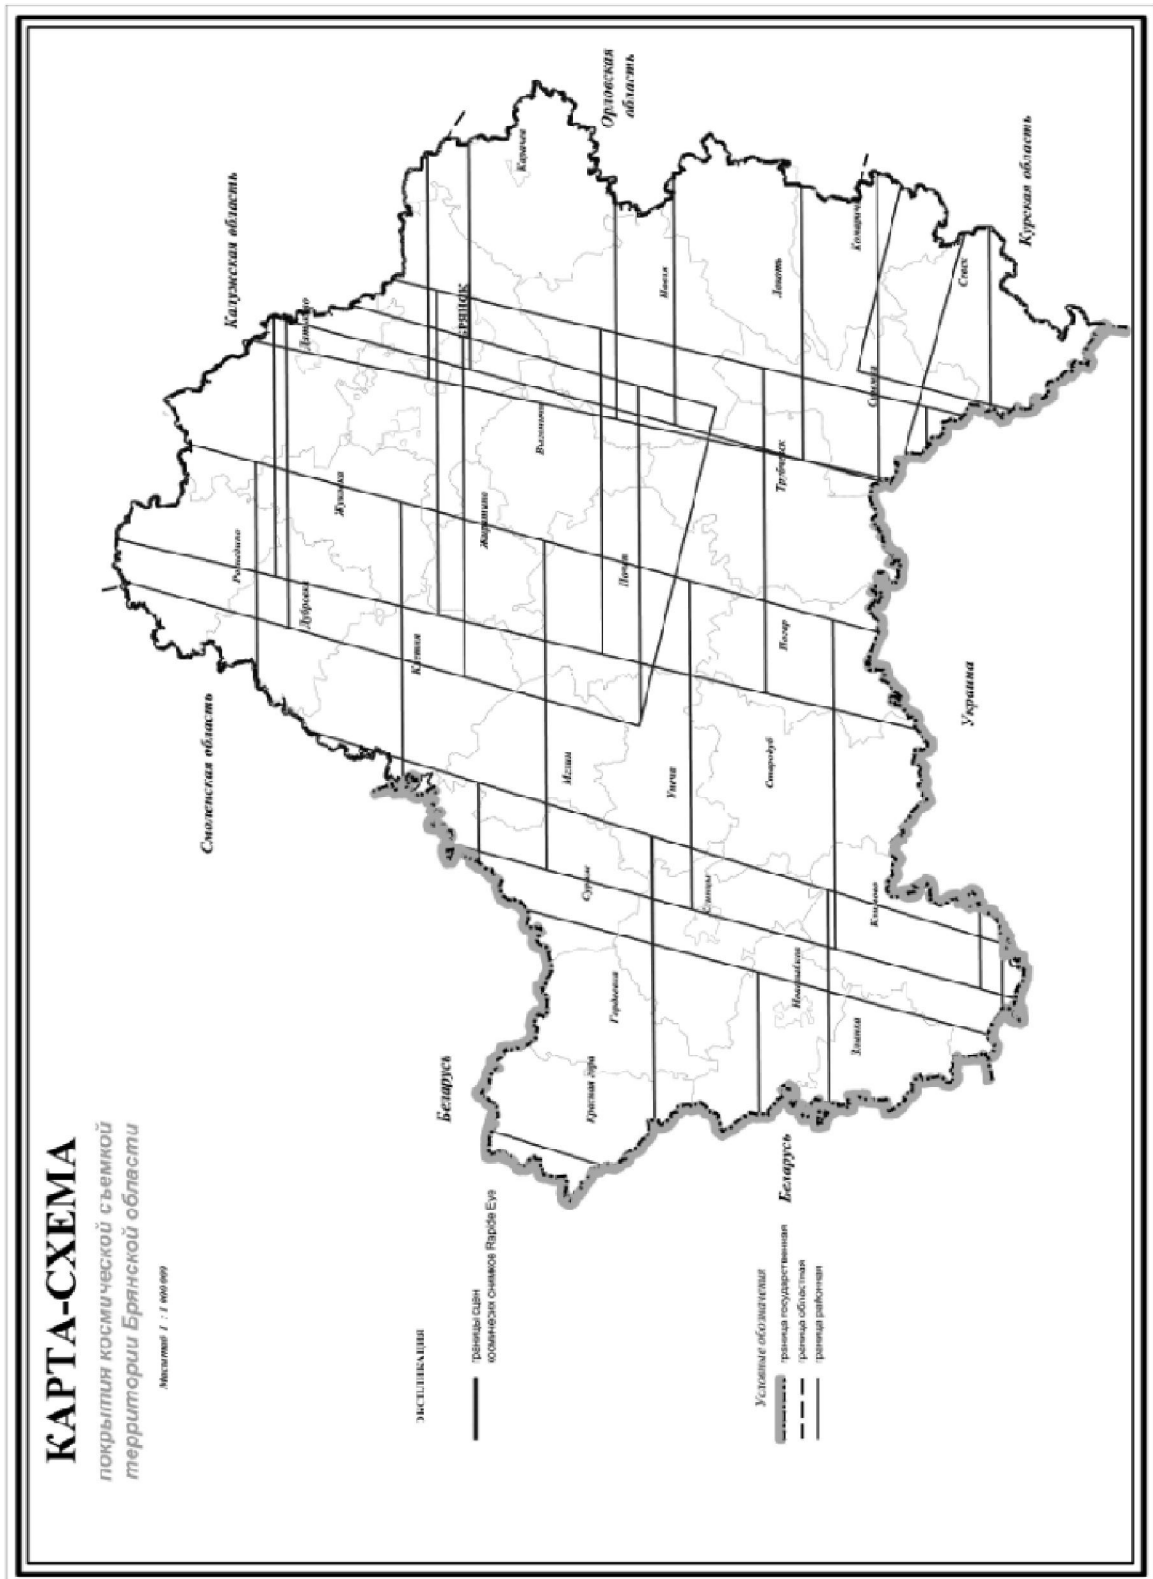 КАРТА-СХЕМА
покрытия космической съемкой
территории Брянской области
Масштаб 1 :
Смоленская область
Калужская область
Орловская
область
Курская область
Украина
Беларусь
Беларусь
Рогнедино
Дубровка
Жуковка
Дятьково
Клетня
БРЯНСК
Карачев
Жирятино
Выгоничи
Мглин
Почеп
Навля
Сураж
Унеча
Трубчевск
Локоть
Гордеевка
Красная гора
Клинцы
Стародуб
Погар
Суземка
Комаричи
Новозыбков
Климово
Злынка
Севск
ЭКСПЛИКАЦИЯ
границы сцен
космических снимков Rapide Eye
Условные обозначения
граница государственная
граница областная
граница районная